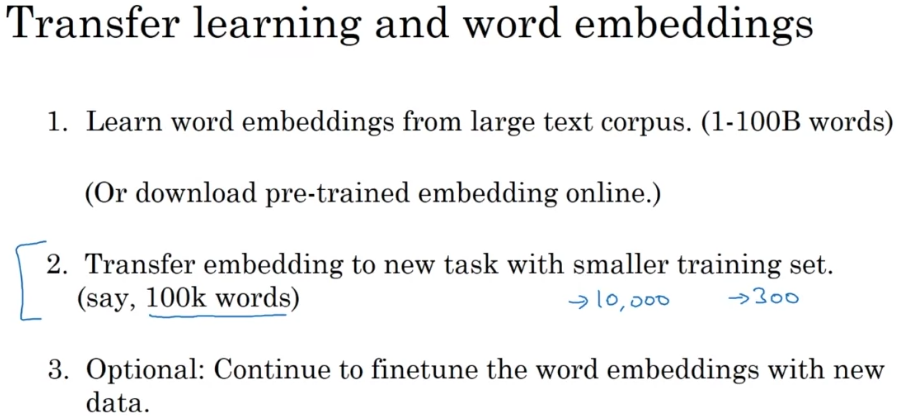 Transfer learning and word embeddings
1. Learn word embeddings from large text corpus. (1-100B words)
(Or download pre-trained embedding online.)
2. Transfer embedding to new task with smaller training set.
(say, 100k words) →10,000 →300
3. Optional: Continue to finetune the word embeddings with new
data.